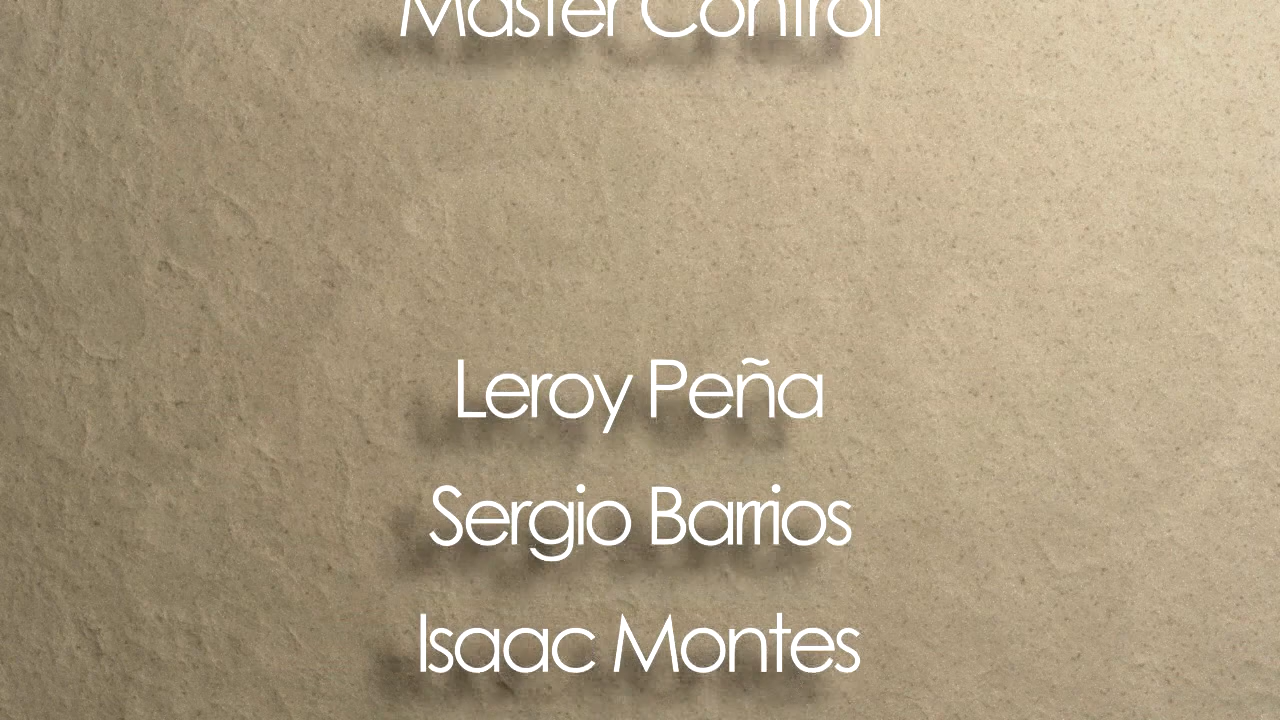 Master Control
Leroy Peña
Sergio Barrios
Isaac Montes